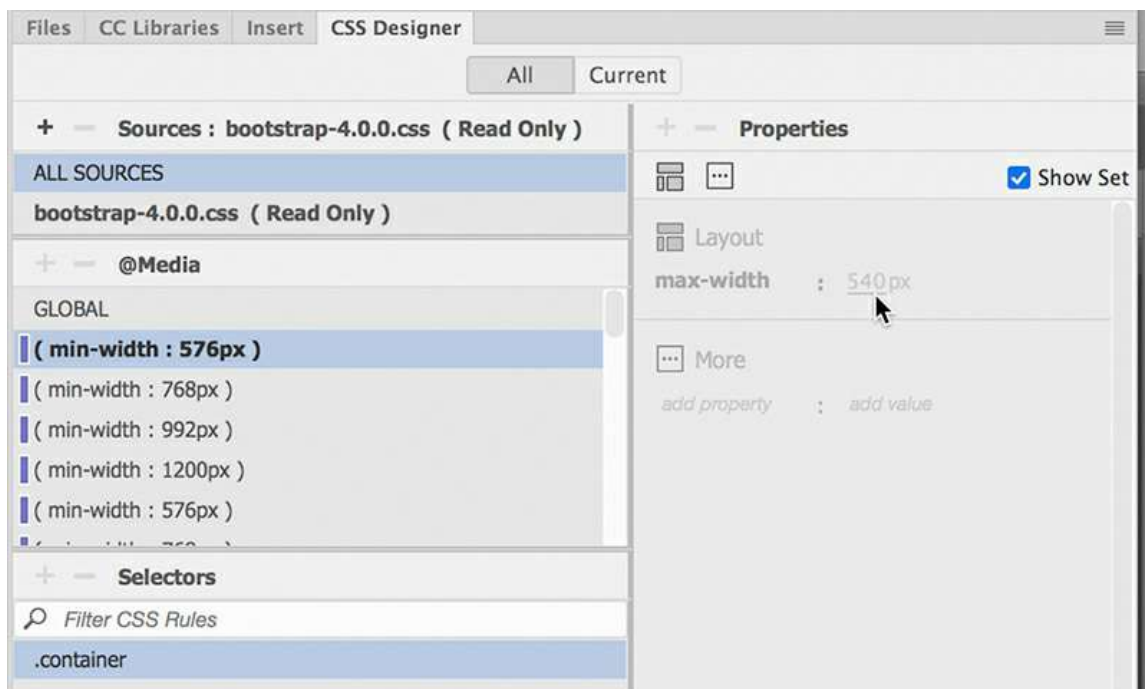 Files CC Libraries Insert CSS Designer
All Current
+ − Sources : bootstrap-4.0.0.css ( Read Only )
ALL SOURCES
bootstrap-4.0.0.css ( Read Only )
+ − @Media
GLOBAL
( min-width : 576px )
( min-width : 768px )
( min-width : 992px )
( min-width : 1200px )
( min-width : 576px )
+ − Selectors
Filter CSS Rules
.container
+ − Properties
Show Set
Layout
max-width : 540px
More
add property : add value